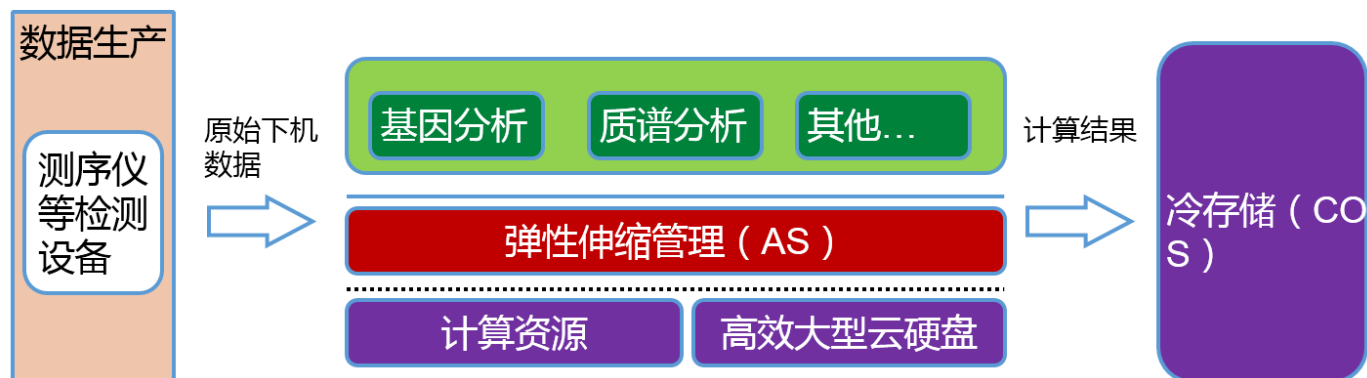 数据生产
测序仪
等检测
设备
原始下机
数据
基因分析
质谱分析
其他...
弹性伸缩管理（AS）
计算资源
高效大型云硬盘
计算结果
冷存储（CO
S）